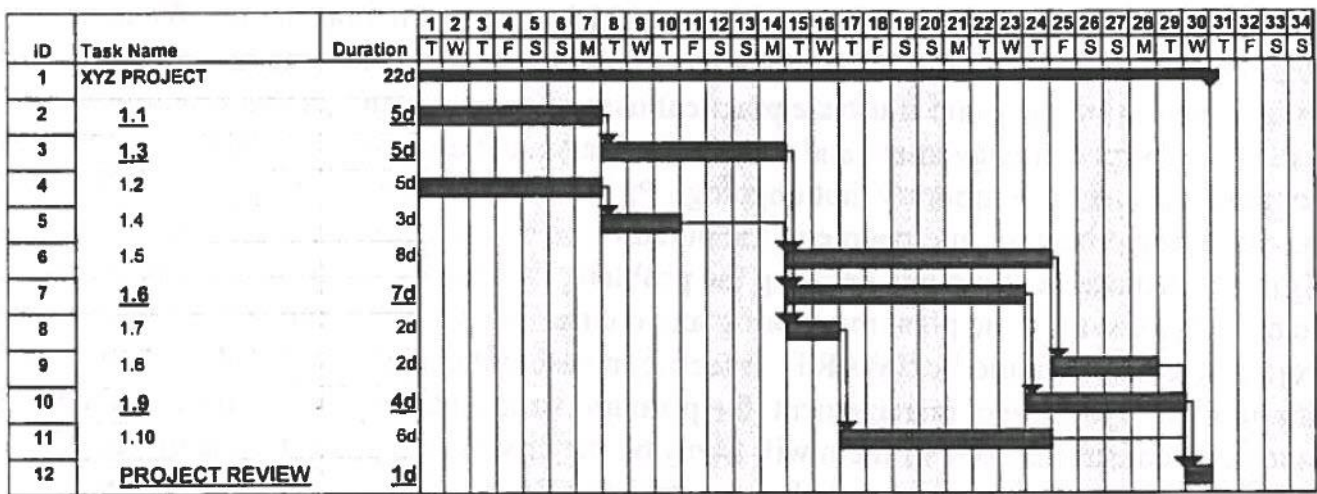 1 2 3 4 5 6 7 8 9 10 11 12 13 14 15 16 17 18 19 20 21 22 23 24 25 26 27 28 29 30 31 32 33 34
ID Task Name Duration T W T F S S M T W T F S S M T W T F S S M T W T F S S M T W T F S S
1 XYZ PROJECT 22d
2 1.1 5d
3 1.3 5d
4 1.2 5d
5 1.4 3d
6 1.5 8d
7 1.6 7d
8 1.7 2d
9 1.8 2d
10 1.9 4d
11 1.10 6d
12 PROJECT REVIEW 1d